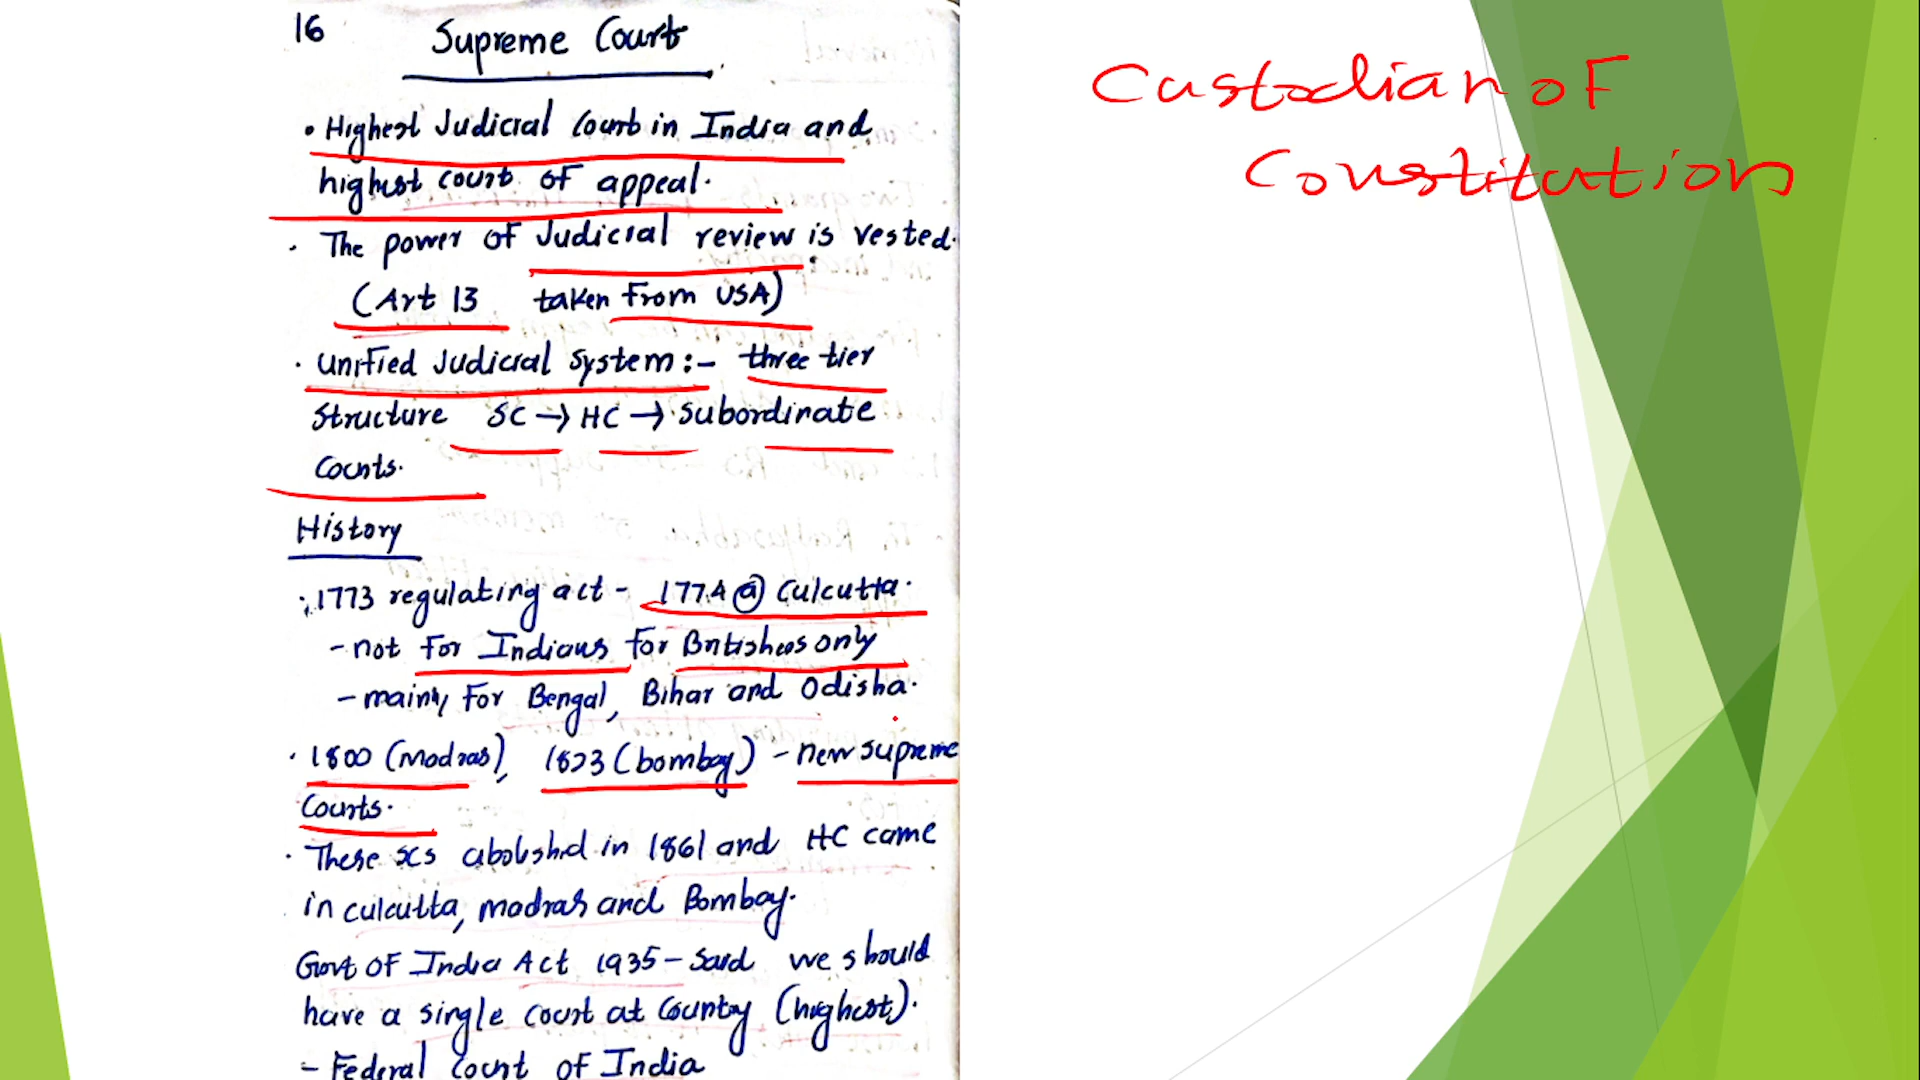 16
Supreme Court
• Highest Judicial Court in India and
highest court of appeal.
. The power of Judicial review is vested.
(Art 13 taken from USA)
. Unified Judicial System :- three tier
Structure SC → HC → Subordinate
Courts.
History
. 1773 regulating act - 1774 @ Culcutta.
- not for Indians for Britishers only
- mainly for Bengal, Bihar and Odisha.
. 1800 (Madras), 1823 (bombay) - new supreme
Courts.
. These SCs abolished in 1861 and HC came
in culcutta, madras and Bombay.
Govt of India Act 1935 - Said we should
have a single court at Country (highest).
- Federal Court of India
Custodian of
Constitution